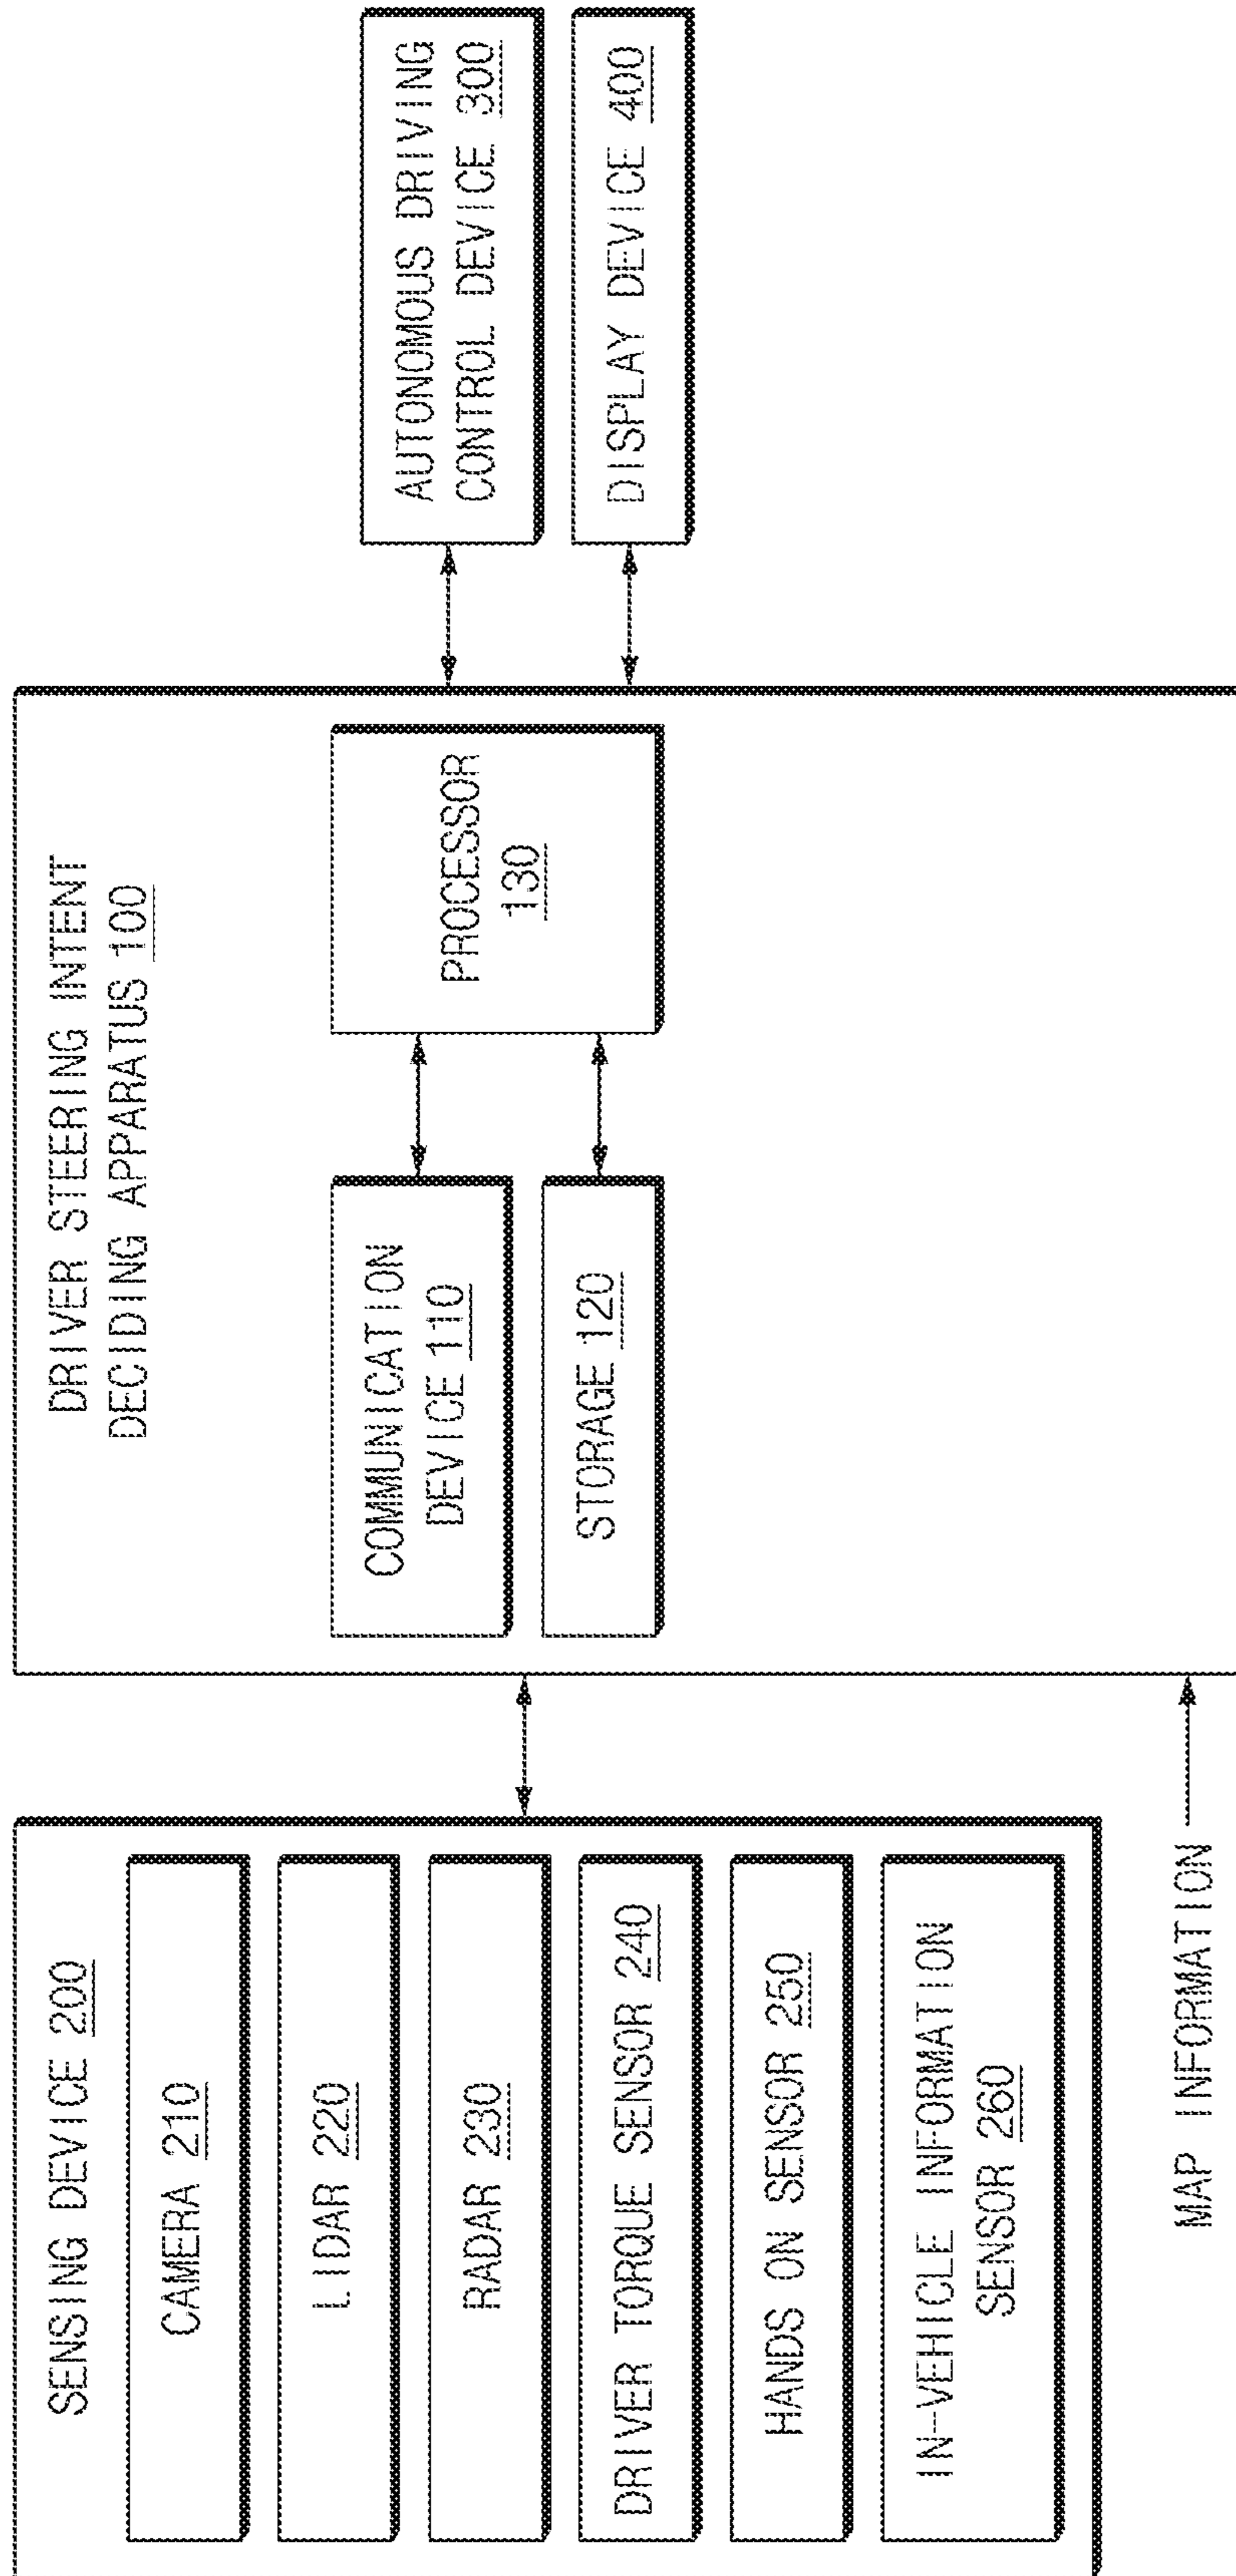 SENSING DEVICE 200
CAMERA 210
LIDAR 220
RADAR 230
DRIVER TORQUE SENSOR 240
HANDS ON SENSOR 250
IN-VEHICLE INFORMATION
SENSOR 260
MAP INFORMATION
DRIVER STEERING INTENT
DECIDING APPARATUS 100
COMMUNICATION
DEVICE 110
STORAGE 120
PROCESSOR
130
AUTONOMOUS DRIVING
CONTROL DEVICE 300
DISPLAY DEVICE 400